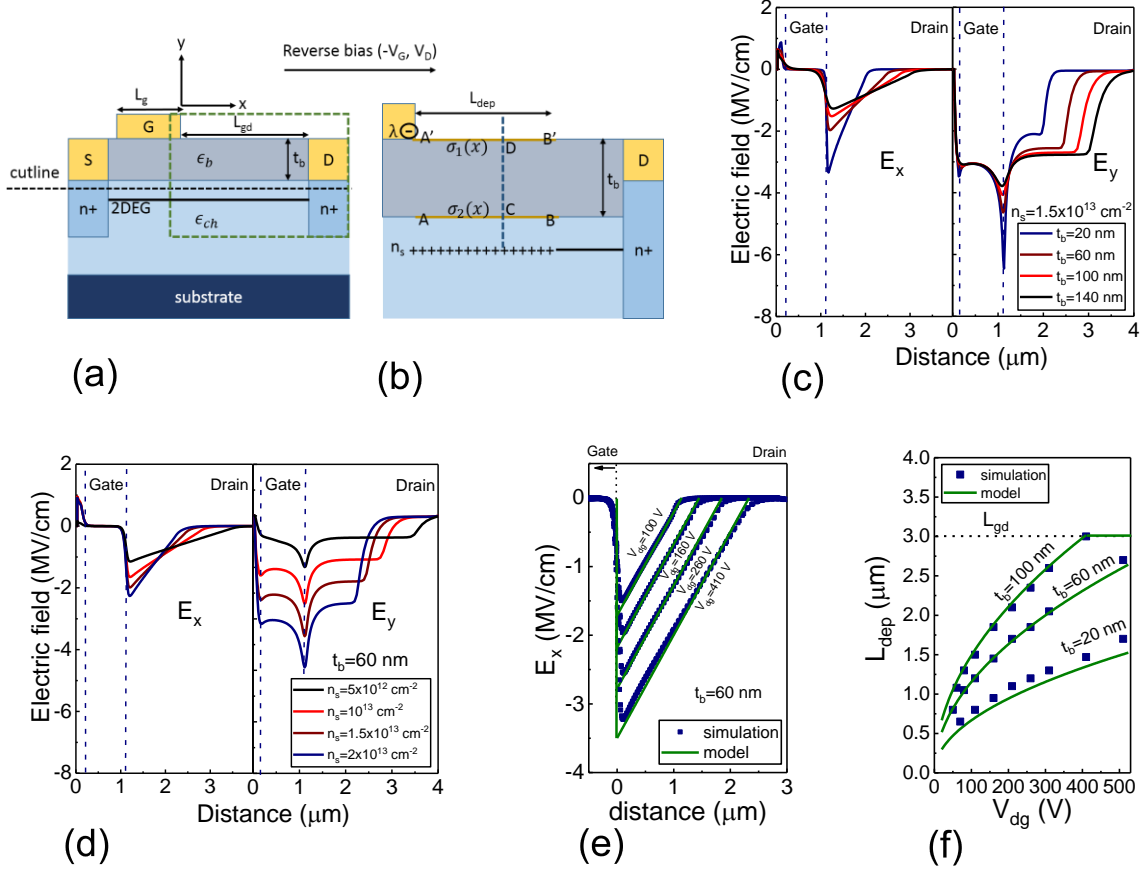 y
Reverse bias (-V_G, V_D)
L_g
x
G
L_gd
S
ϵ_b
t_b
D
cutline
n+
2DEG
n+
ϵ_ch
substrate
(a)
L_dep
λ
A′
B′
σ_1(x)
D
D
t_b
σ_2(x)
A
C
B
n_s
++++++++++++++
n+
(b)
Electric field (MV/cm)
2
0
-2
-4
-6
-8
Gate
Drain
Gate
Drain
E_x
E_y
n_s=1.5x10^13 cm^-2
t_b=20 nm
t_b=60 nm
t_b=100 nm
t_b=140 nm
0 1 2 3 0 1 2 3 4
Distance (μm)
(c)
Electric field (MV/cm)
2
0
-2
-4
-6
-8
Gate
Drain
Gate
Drain
E_x
E_y
t_b=60 nm
n_s=5x10^12 cm^-2
n_s=10^13 cm^-2
n_s=1.5x10^13 cm^-2
n_s=2x10^13 cm^-2
0 1 2 3 0 1 2 3 4
Distance (μm)
(d)
Gate
Drain
E_x (MV/cm)
0
-1
-2
-3
-4
V_dg=100 V
V_dg=160 V
V_dg=260 V
V_dg=410 V
t_b=60 nm
simulation
model
0 1 2 3
distance (μm)
(e)
L_dep (μm)
4.0
3.5
3.0
2.5
2.0
1.5
1.0
0.5
0.0
simulation
model
L_gd
t_b=100 nm
t_b=60 nm
t_b=20 nm
0 100 200 300 400 500
V_dg (V)
(f)